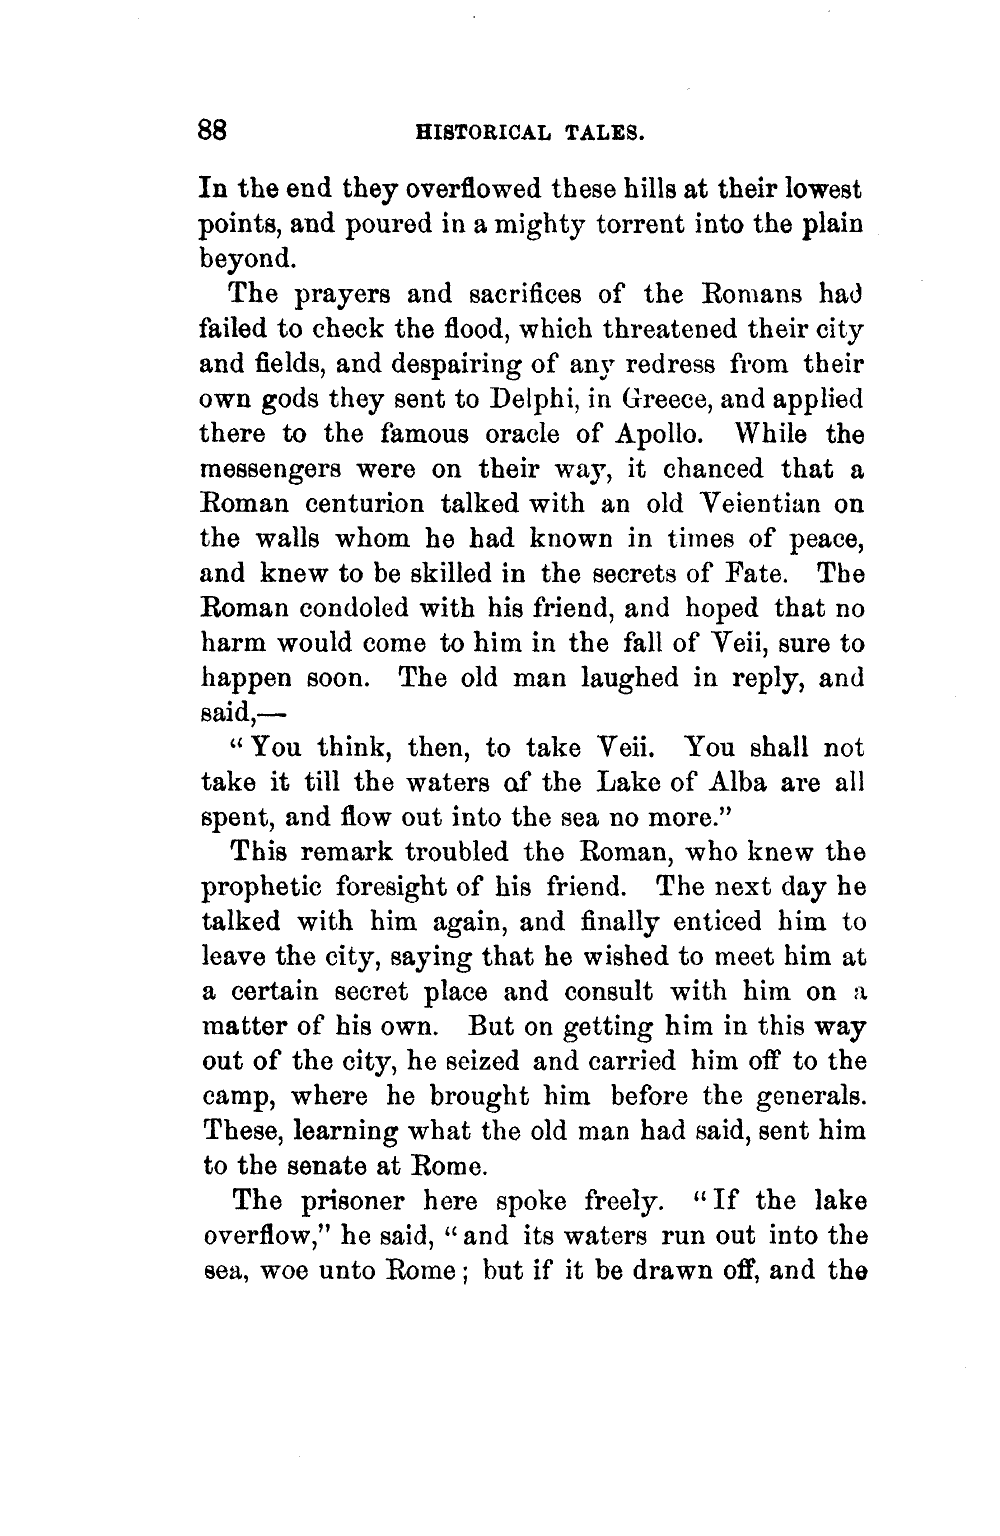 88 HISTORICAL TALES.
In the end they overflowed these hills at their lowest
points, and poured in a mighty torrent into the plain
beyond.
The prayers and sacrifices of the Romans had
failed to check the flood, which threatened their city
and fields, and despairing of any redress from their
own gods they sent to Delphi, in Greece, and applied
there to the famous oracle of Apollo. While the
messengers were on their way, it chanced that a
Roman centurion talked with an old Veientian on
the walls whom he had known in times of peace,
and knew to be skilled in the secrets of Fate. The
Roman condoled with his friend, and hoped that no
harm would come to him in the fall of Veii, sure to
happen soon. The old man laughed in reply, and
said,—
“You think, then, to take Veii. You shall not
take it till the waters of the Lake of Alba are all
spent, and flow out into the sea no more.”
This remark troubled the Roman, who knew the
prophetic foresight of his friend. The next day he
talked with him again, and finally enticed him to
leave the city, saying that he wished to meet him at
a certain secret place and consult with him on a
matter of his own. But on getting him in this way
out of the city, he seized and carried him off to the
camp, where he brought him before the generals.
These, learning what the old man had said, sent him
to the senate at Rome.
The prisoner here spoke freely. “If the lake
overflow,” he said, “and its waters run out into the
sea, woe unto Rome; but if it be drawn off, and the